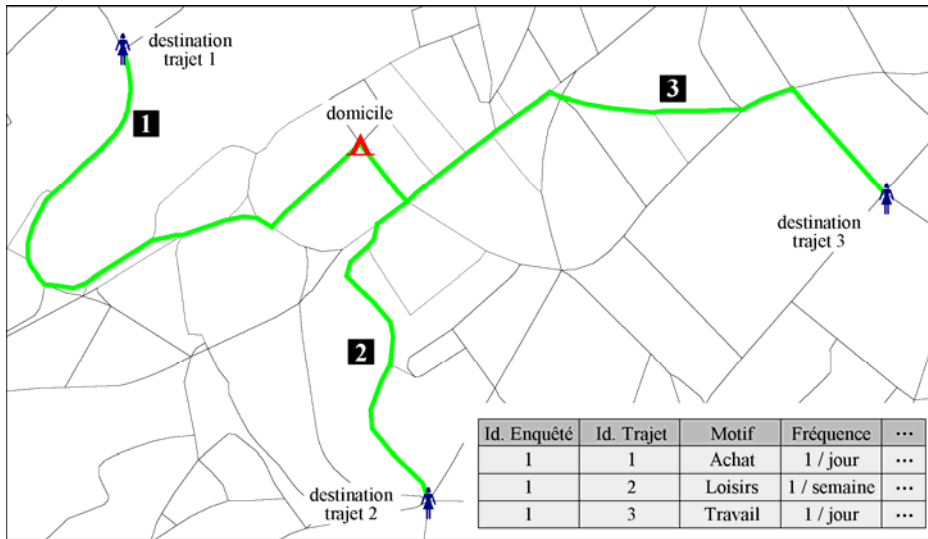 destination
trajet 1
1
domicile
3
destination
trajet 3
2
destination
trajet 2
Id. Enquêté Id. Trajet Motif Fréquence ...
1 1 Achat 1 / jour ...
1 2 Loisirs 1 / semaine ...
1 3 Travail 1 / jour ...